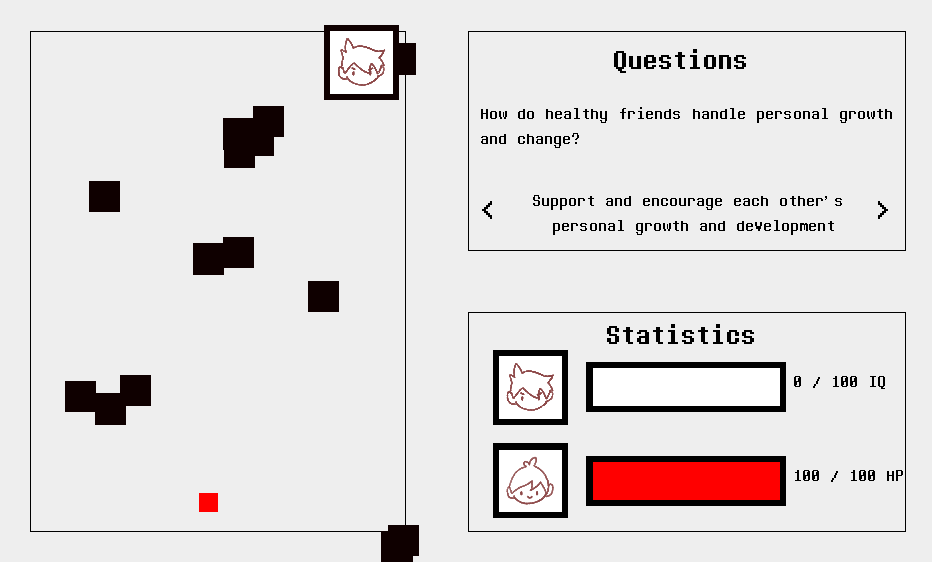 Questions
How do healthy friends handle personal growth
and change?
Support and encourage each other's
personal growth and development
Statistics
0 / 100 IQ
100 / 100 HP